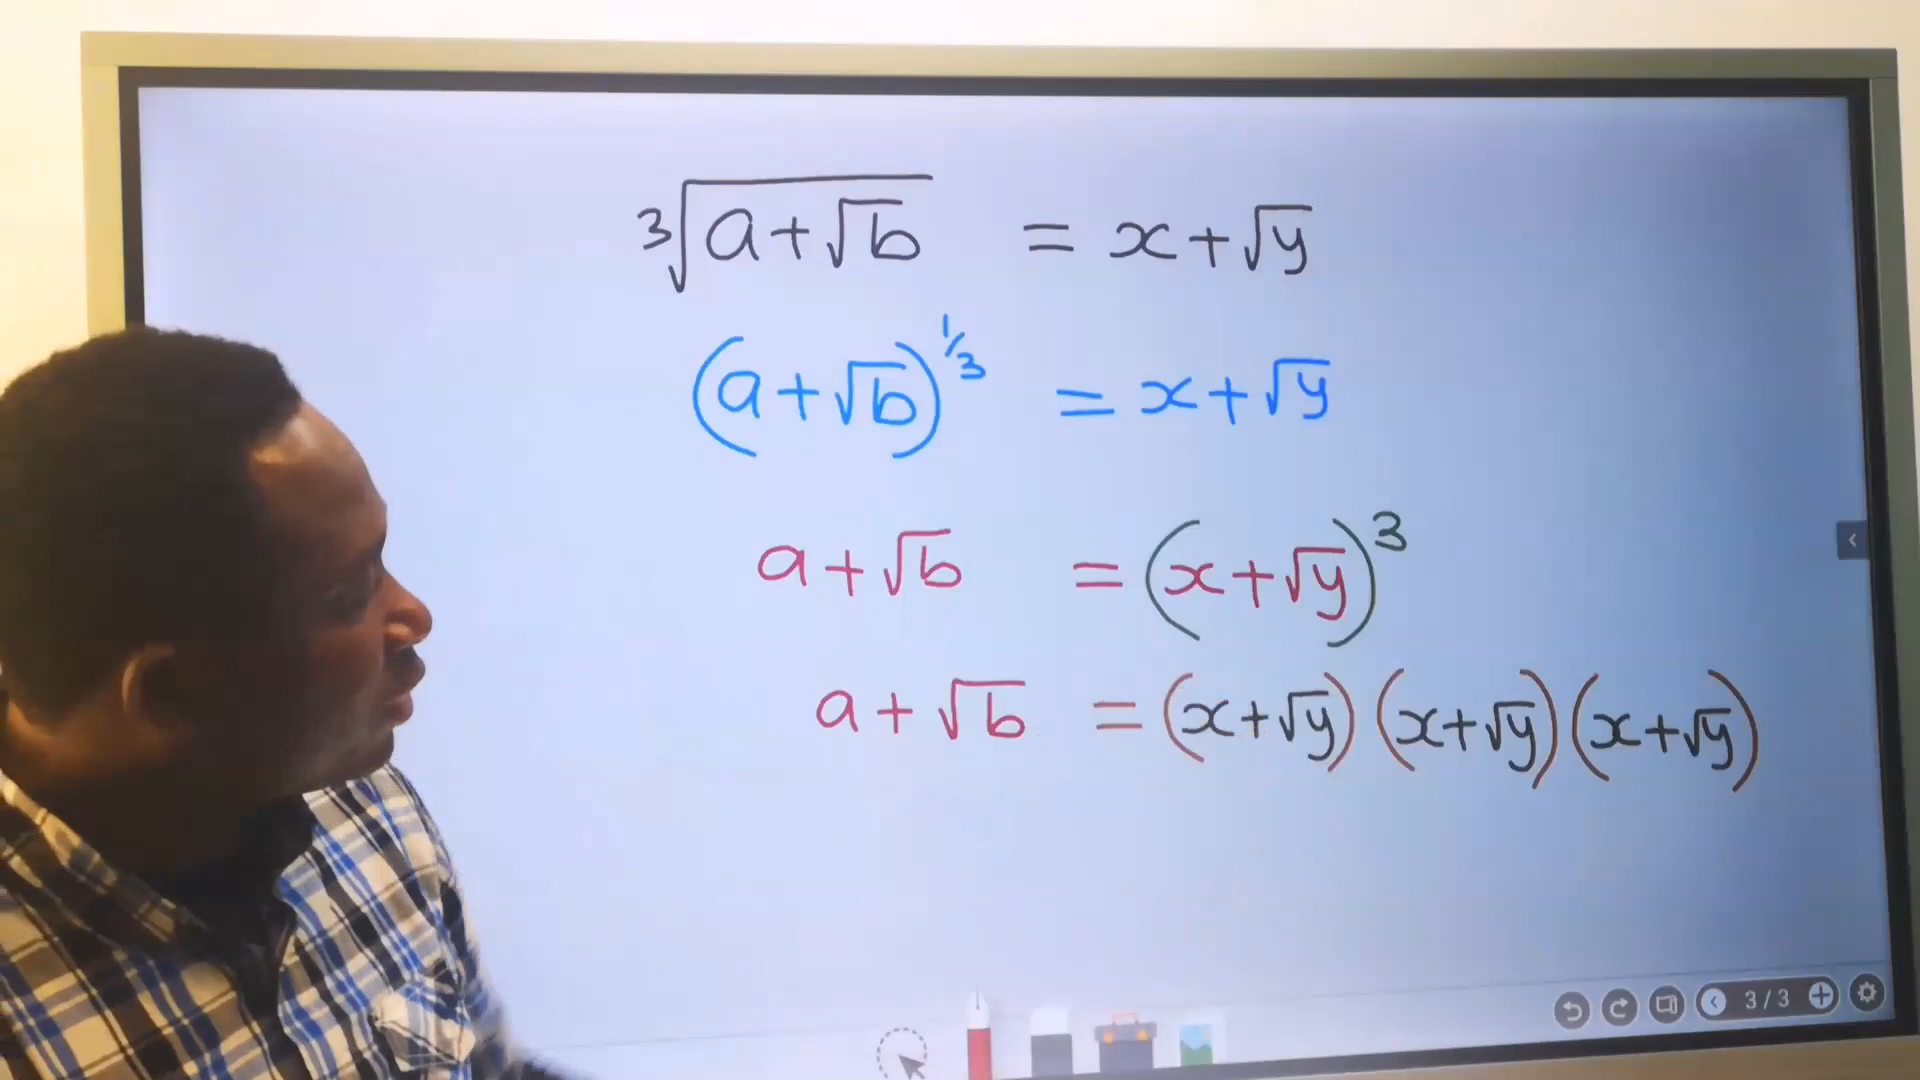 ∛(a+√b) = x+√y
(a+√b)^1/3 = x+√y
a+√b = (x+√y)^3
a+√b = (x+√y)(x+√y)(x+√y)
3/3